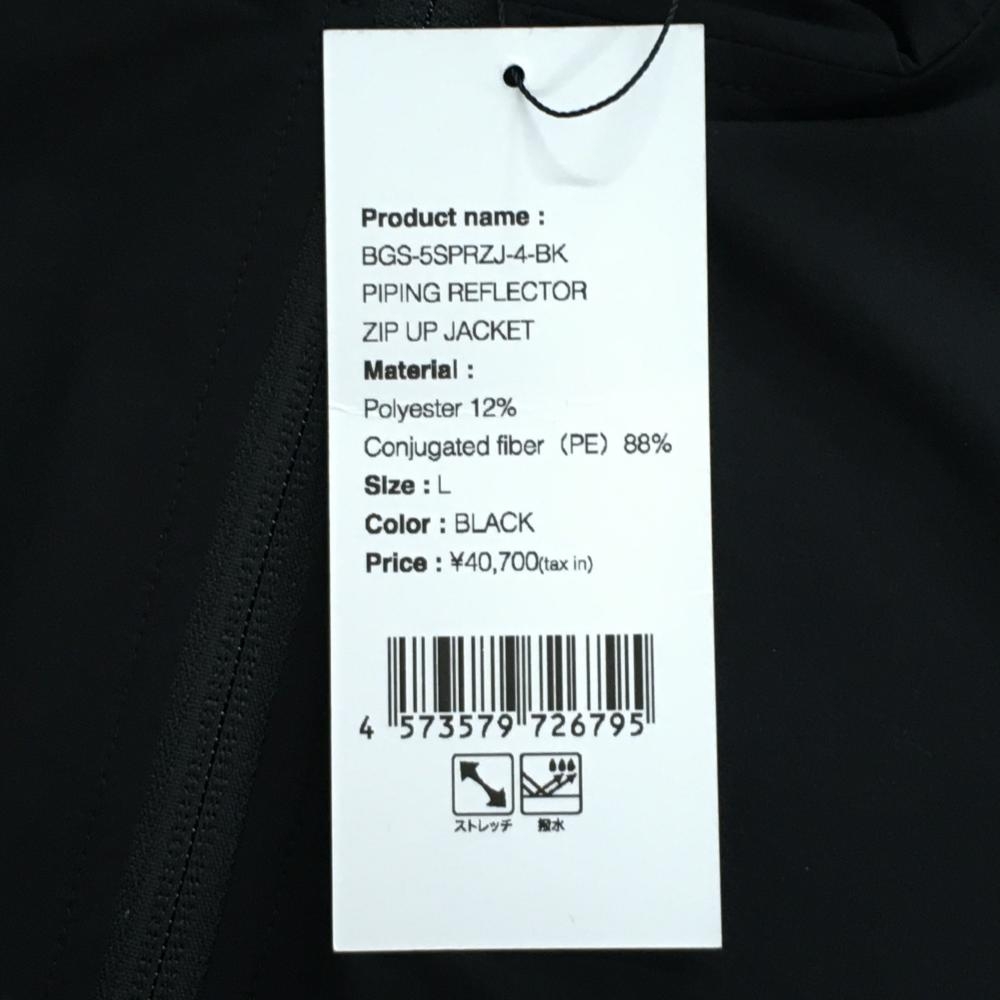 Product name :
BGS-5SPRZJ-4-BK
PIPING REFLECTOR
ZIP UP JACKET
Material :
Polyester 12%
Conjugated fiber（PE）88%
Size : L
Color : BLACK
Price : ¥40,700(tax in)
4 573579 726795
ストレッチ 撥水